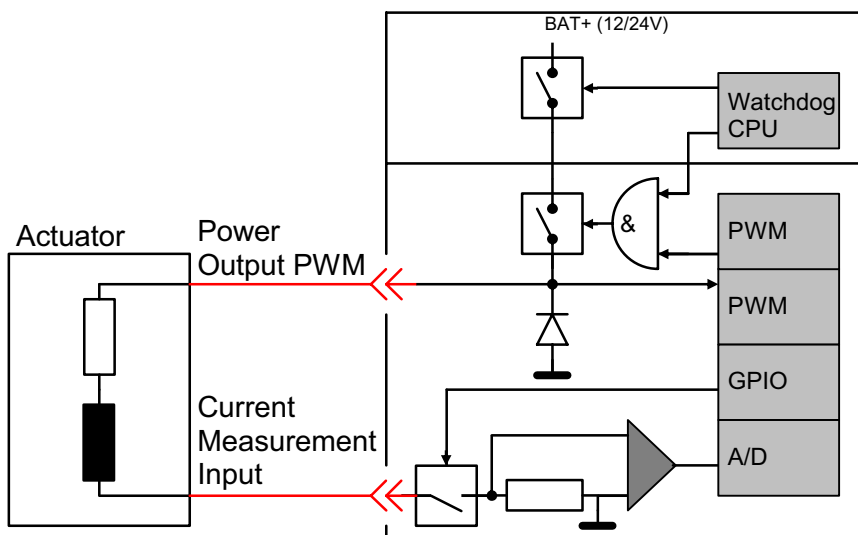 BAT+ (12/24V)
Watchdog
CPU
&
PWM
Actuator
Power
Output PWM
PWM
GPIO
Current
Measurement
Input
A/D